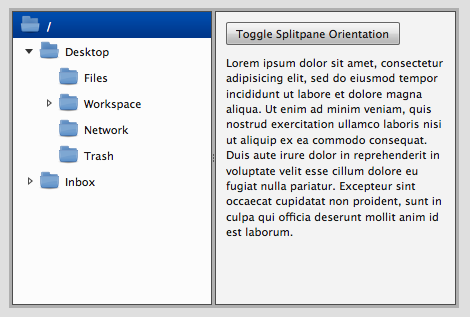 /
Desktop
Files
Workspace
Network
Trash
Inbox
Toggle Splitpane Orientation
Lorem ipsum dolor sit amet, consectetur
adipisicing elit, sed do eiusmod tempor
incididunt ut labore et dolore magna
aliqua. Ut enim ad minim veniam, quis
nostrud exercitation ullamco laboris nisi
ut aliquip ex ea commodo consequat.
Duis aute irure dolor in reprehenderit in
voluptate velit esse cillum dolore eu
fugiat nulla pariatur. Excepteur sint
occaecat cupidatat non proident, sunt in
culpa qui officia deserunt mollit anim id
est laborum.